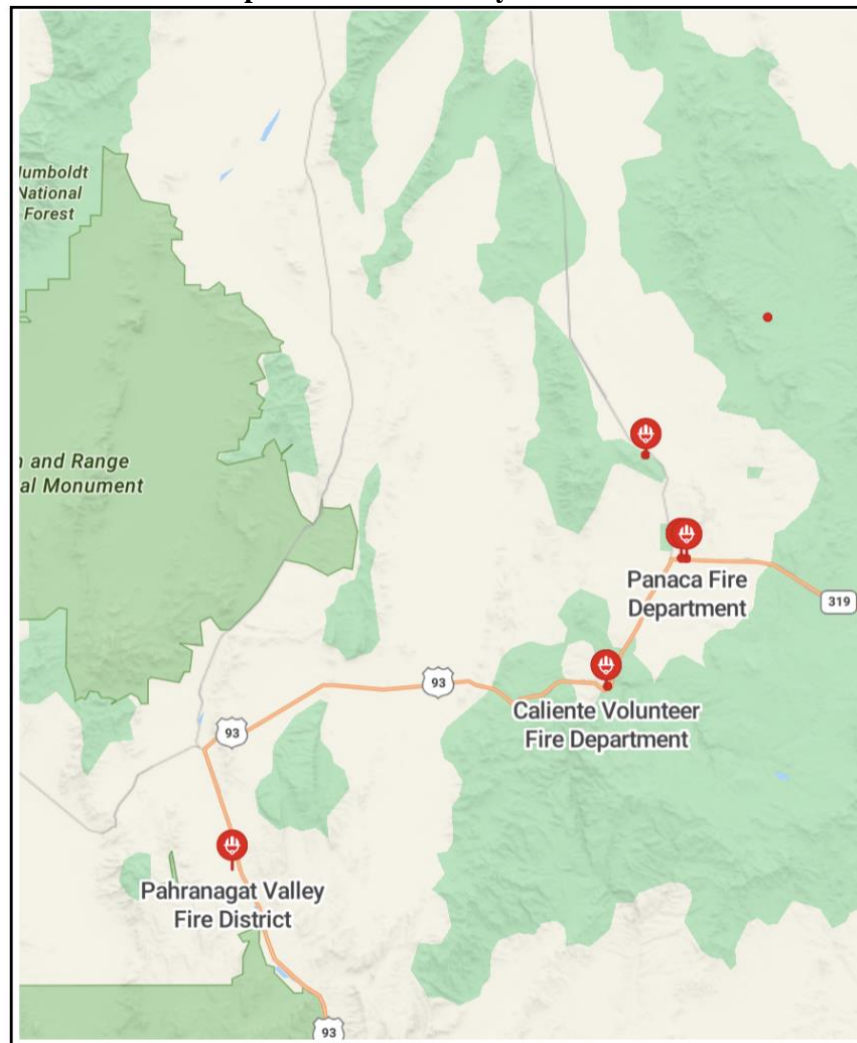 umboldt
National
Forest
and Range
al Monument
Panaca Fire
Department
319
93
Caliente Volunteer
Fire Department
93
Pahranagat Valley
Fire District
93